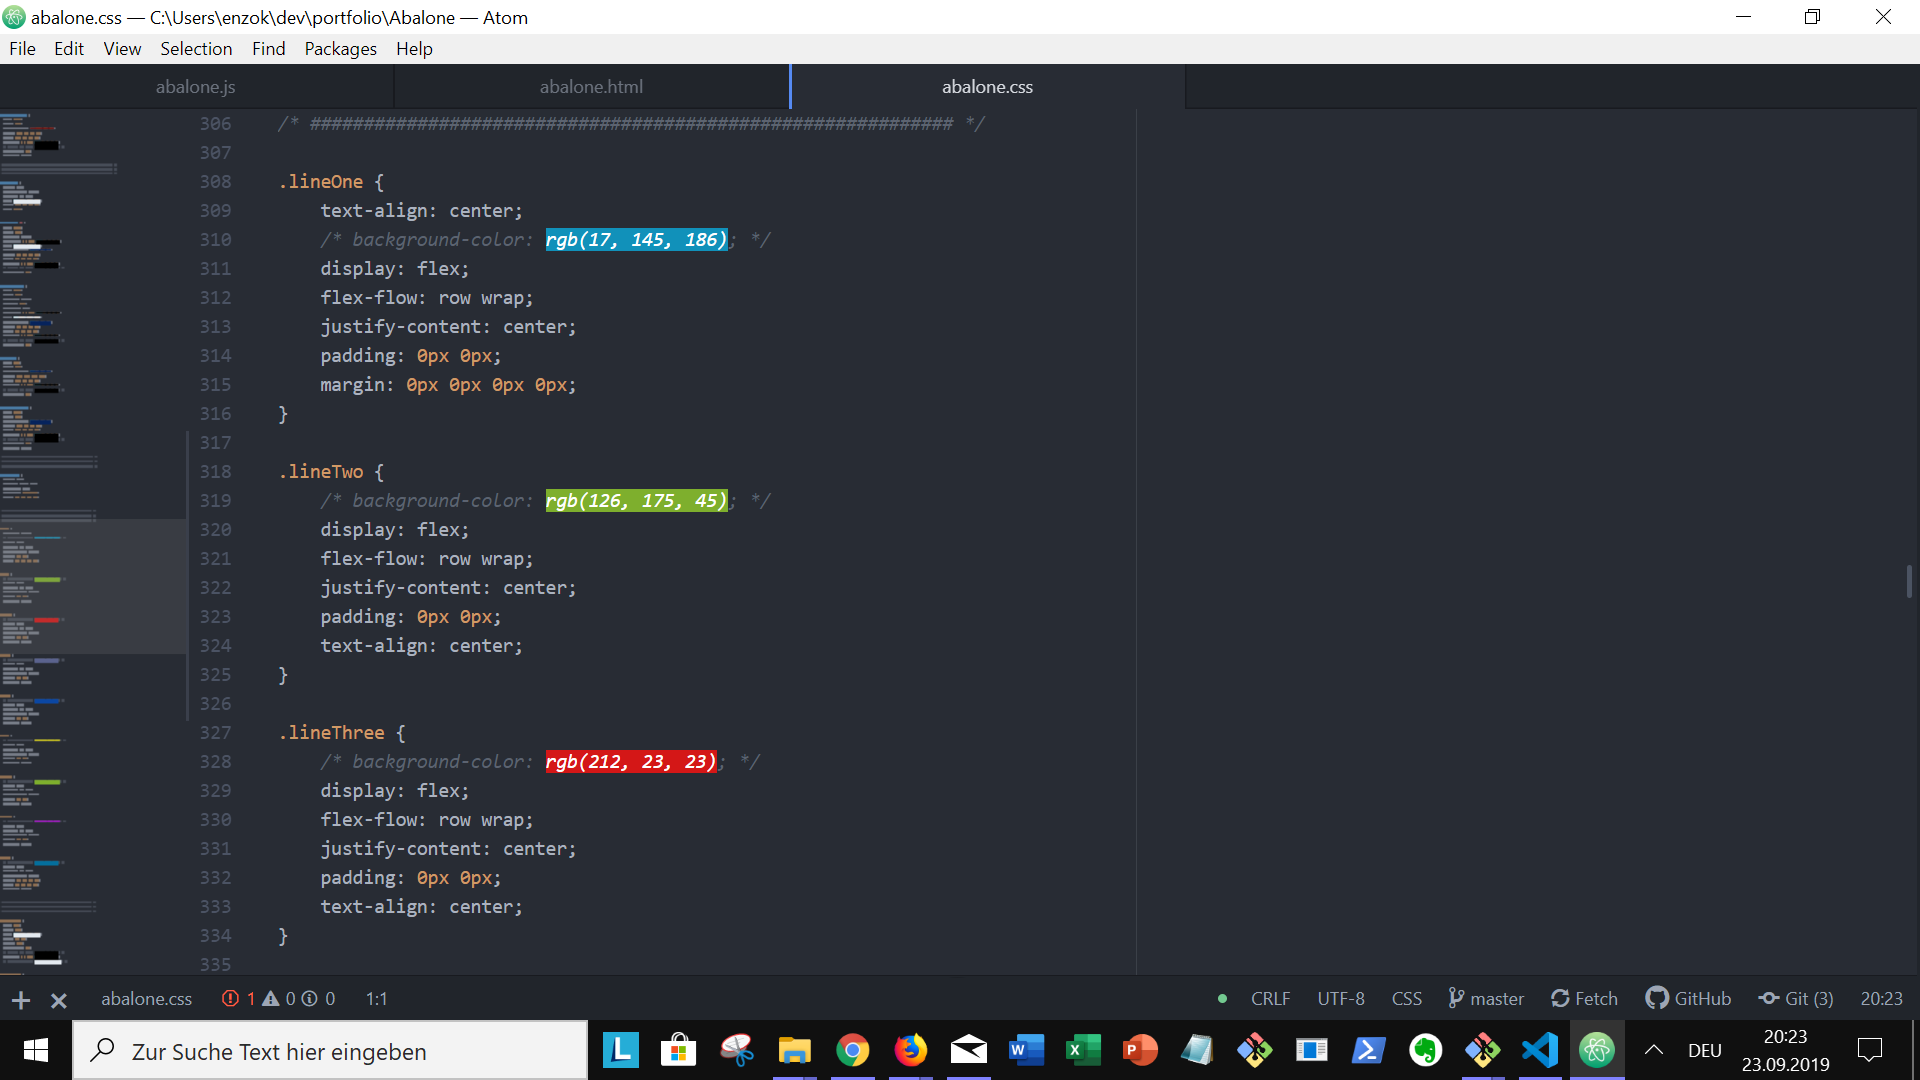 abalone.css — C:\Users\enzok\dev\portfolio\Abalone — Atom
File Edit View Selection Find Packages Help
abalone.js abalone.html abalone.css
306 /* ############################################################ */
307
308 .lineOne {
309 text-align: center;
310 /* background-color: rgb(17, 145, 186); */
311 display: flex;
312 flex-flow: row wrap;
313 justify-content: center;
314 padding: 0px 0px;
315 margin: 0px 0px 0px 0px;
316 }
317
318 .lineTwo {
319 /* background-color: rgb(126, 175, 45); */
320 display: flex;
321 flex-flow: row wrap;
322 justify-content: center;
323 padding: 0px 0px;
324 text-align: center;
325 }
326
327 .lineThree {
328 /* background-color: rgb(212, 23, 23); */
329 display: flex;
330 flex-flow: row wrap;
331 justify-content: center;
332 padding: 0px 0px;
333 text-align: center;
334 }
335
abalone.css 1 0 0 1:1 CRLF UTF-8 CSS master Fetch GitHub Git (3) 20:23
Zur Suche Text hier eingeben
DEU
20:23
23.09.2019